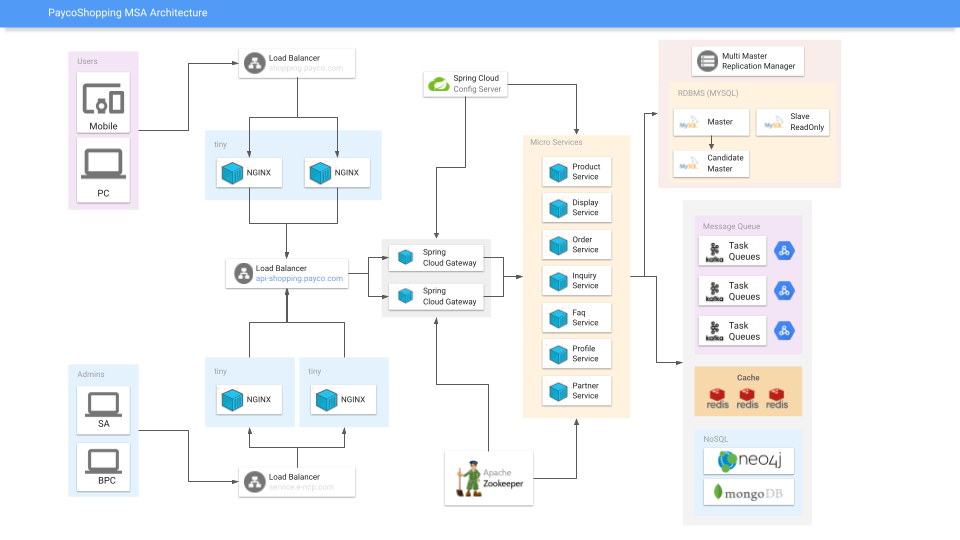 PaycoShopping MSA Architecture
Users
Mobile
PC
Load Balancer
shopping.payco.com
tiny
NGINX
NGINX
Load Balancer
api-shopping.payco.com
Admins
SA
BPC
tiny
NGINX
tiny
NGINX
Load Balancer
service.e-ncp.com
Spring Cloud
Config Server
Spring
Cloud Gateway
Spring
Cloud Gateway
Apache
Zookeeper
Micro Services
Product
Service
Display
Service
Order
Service
Inquiry
Service
Faq
Service
Profile
Service
Partner
Service
Multi Master
Replication Manager
RDBMS (MYSQL)
MySQL
Master
MySQL
Slave
ReadOnly
MySQL
Candidate
Master
Message Queue
kafka
Task
Queues
kafka
Task
Queues
kafka
Task
Queues
Cache
redis
redis
redis
NoSQL
neo4j
mongoDB